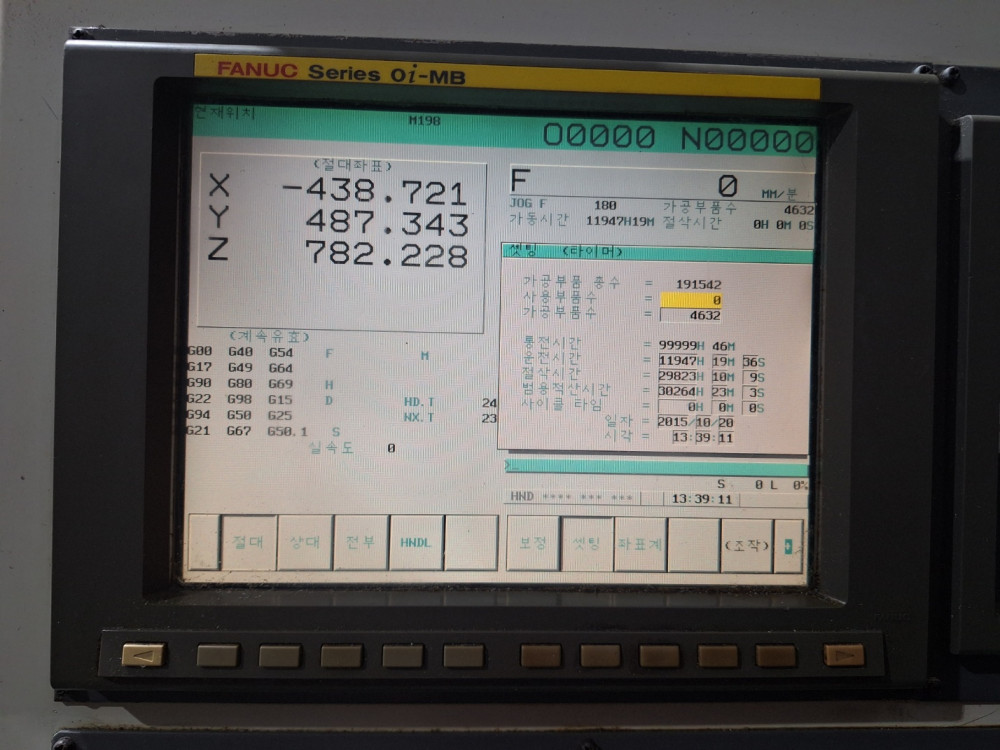 FANUC Series 0i-MB
현재위치 M198 O0000 N00000
(절대좌표)
X -438.721
Y 487.343
Z 782.228
F 0 MM/분
JOG F 180 가공부품수 4632
가동시간 11947H19M 절삭시간 0H 0M 0S
(계속유효)
G00 G40 G54 F M
G17 G49 G64
G90 G80 G69 H
G22 G98 G15 D HD.T 24
G94 G50 G25 NX.T 23
G21 G67 G50.1 S
실속도 0
셋팅 (타이머)
가공부품 총수 = 191542
사용부품수 = 0
가공부품수 = 4632
통전시간 = 99999H 46M
운전시간 = 11947H 19M 36S
절삭시간 = 29823H 10M 9S
범용적산시간 = 30264H 23M 3S
사이클 타임 = 0H 0M 0S
일자 = 2015/10/20
시각 = 13:39:11
>_
S 0 L 0%
HND **** *** *** 13:39:11
절대 상대 전부 HNDL
보정 셋팅 좌표계 (조작)